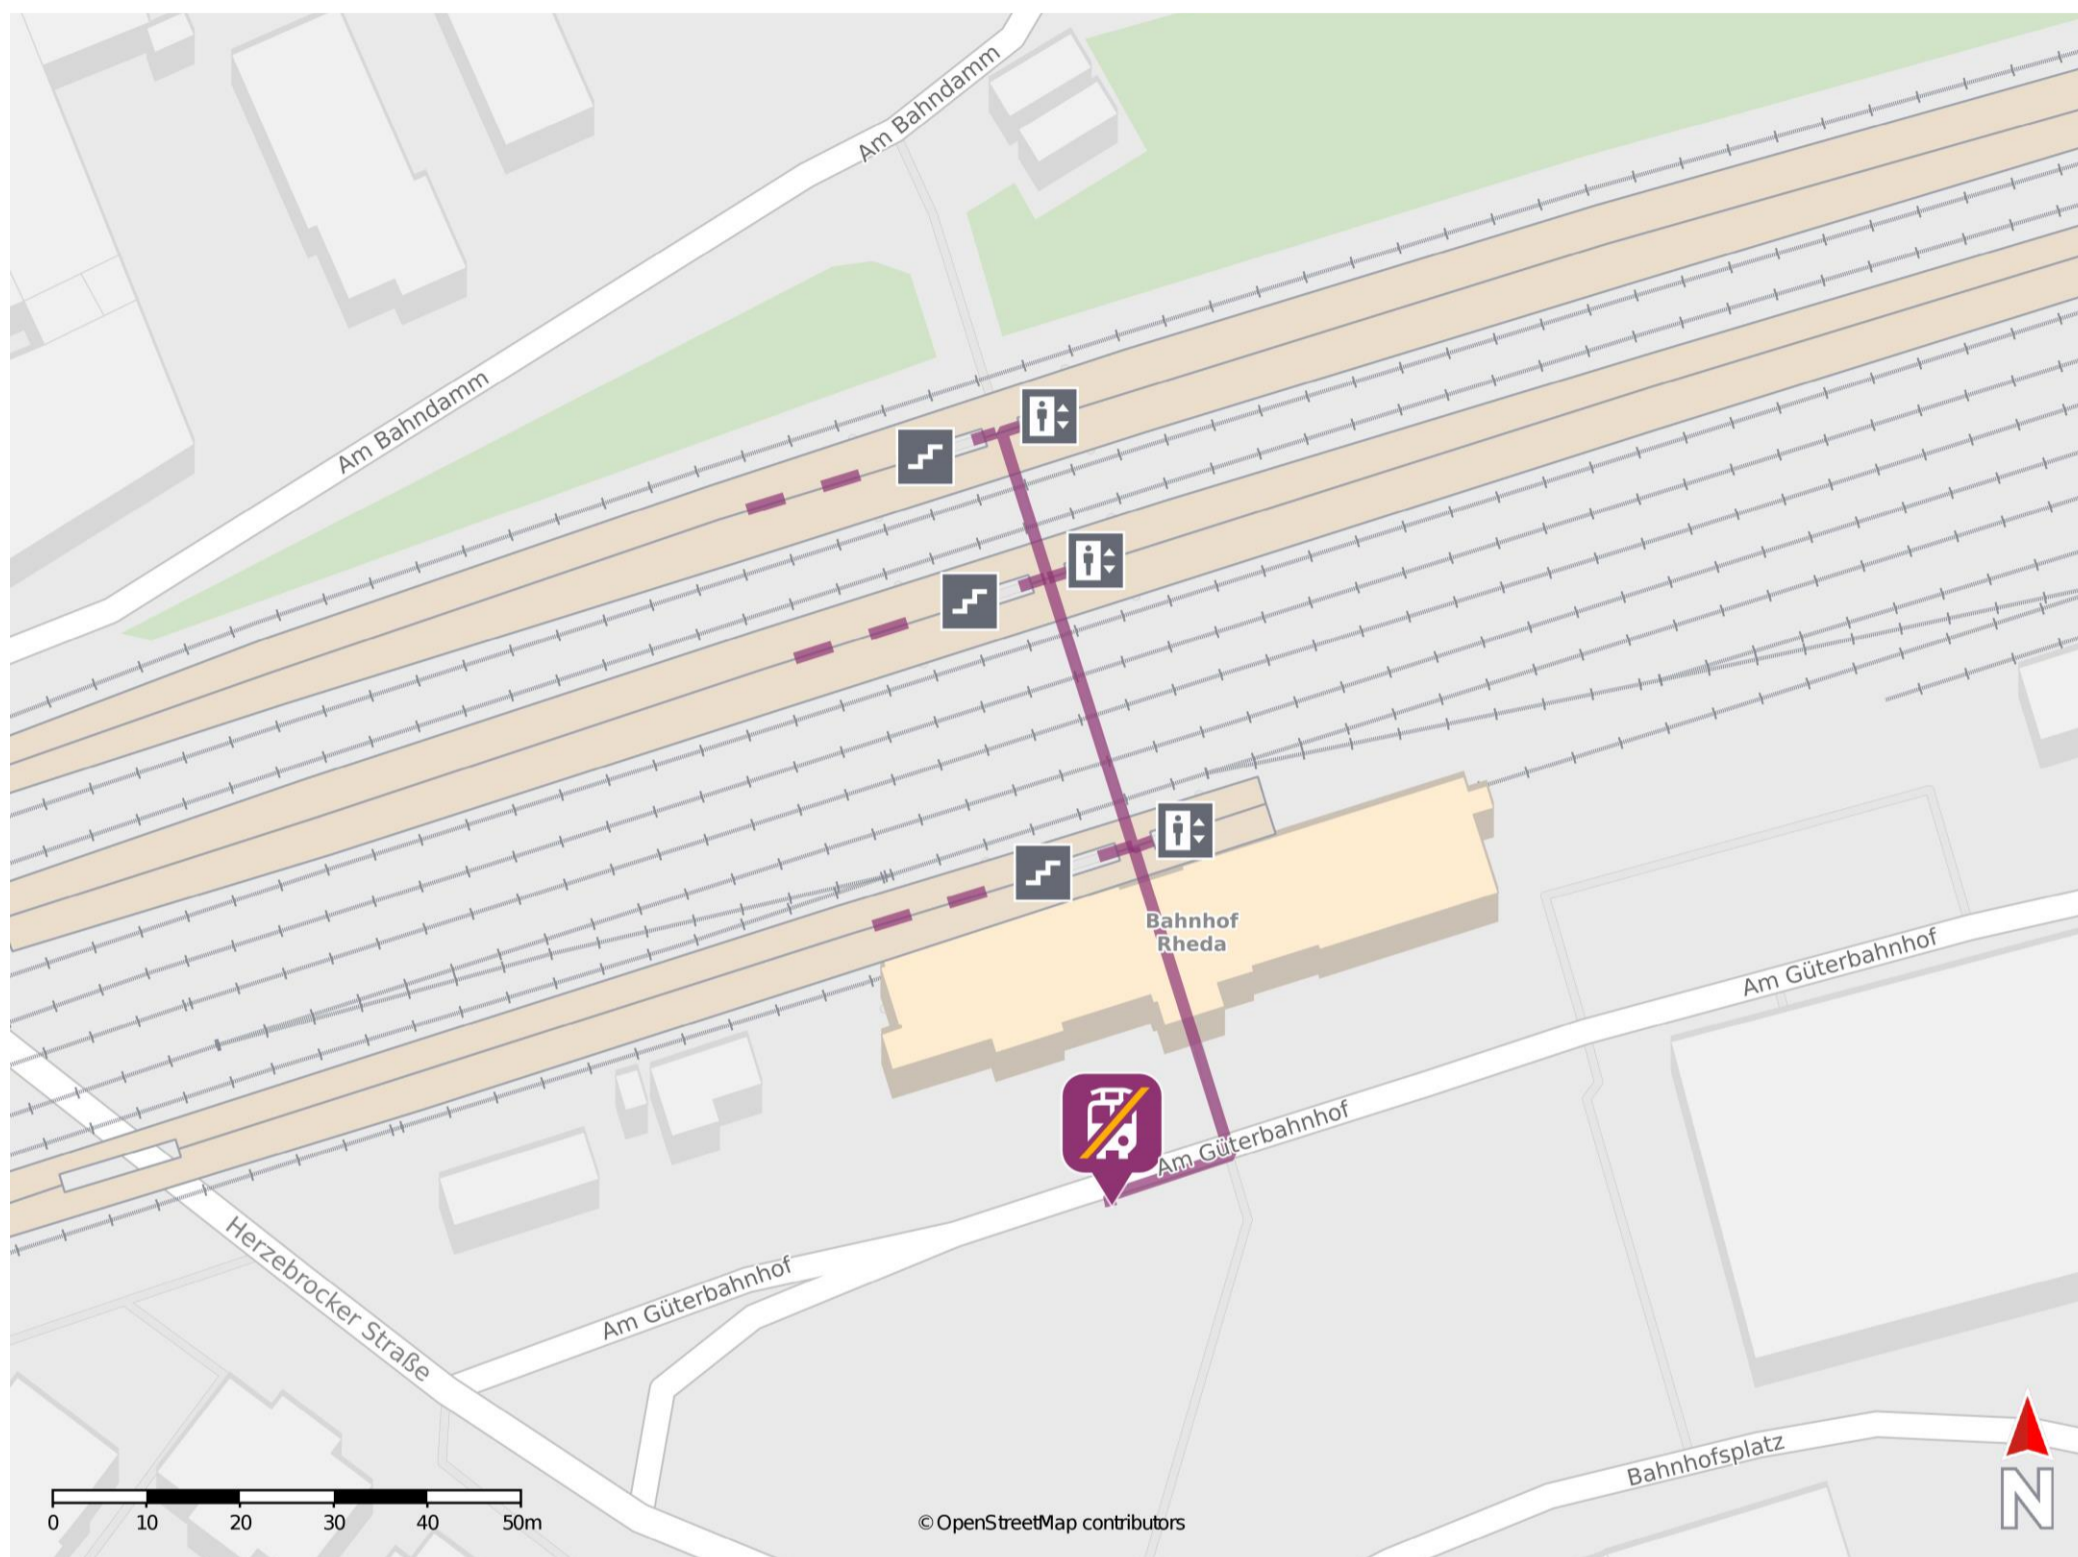 Am Bahndamm
Am Bahndamm
Bahnhof
Rheda
Am Güterbahnhof
Am Güterbahnhof
Am Güterbahnhof
Herzebrocker Straße
Bahnhofsplatz
N
0 10 20 30 40 50m
© OpenStreetMap contributors